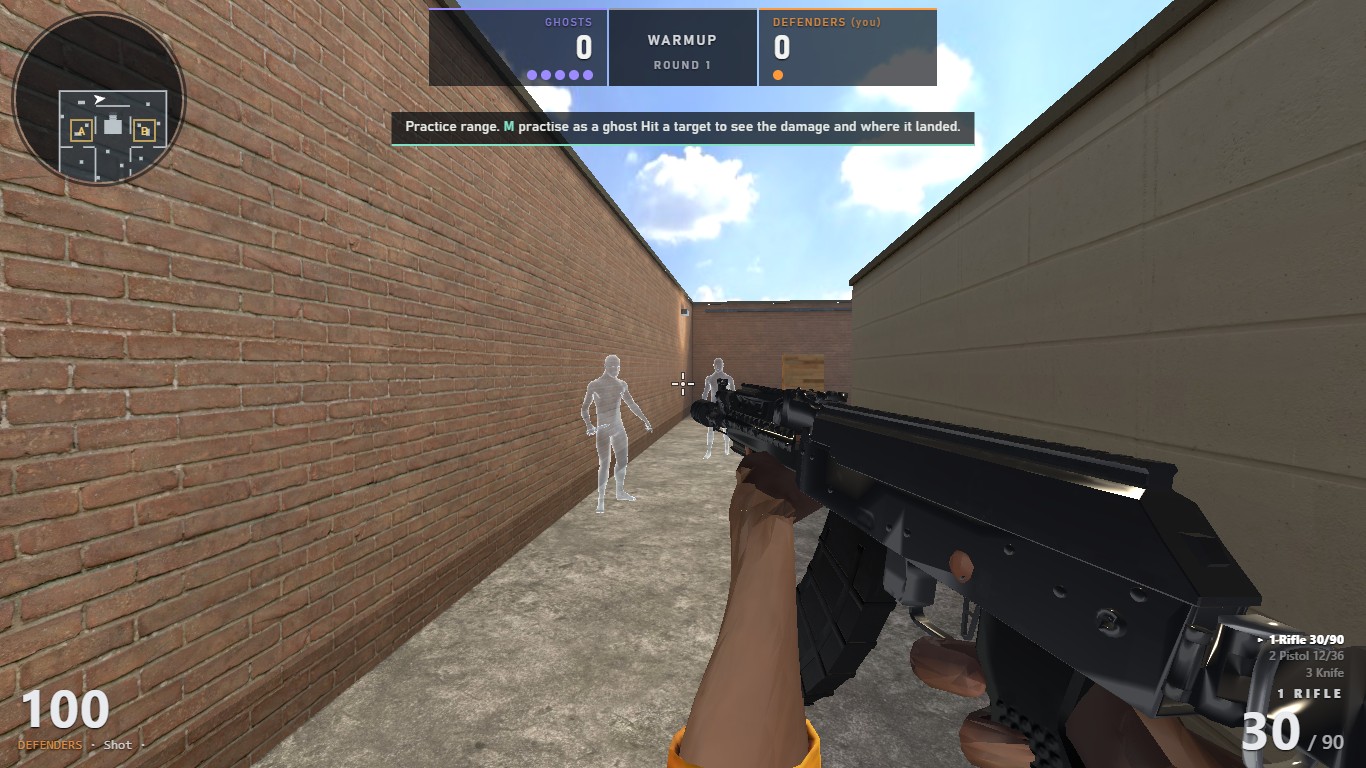 GHOSTS
0
WARMUP
ROUND 1
DEFENDERS (you)
0
Practice range. M practise as a ghost Hit a target to see the damage and where it landed.
A
B
100
DEFENDERS · Shot ·
▸ 1 Rifle 30/90
2 Pistol 12/36
3 Knife
1 RIFLE
30 / 90